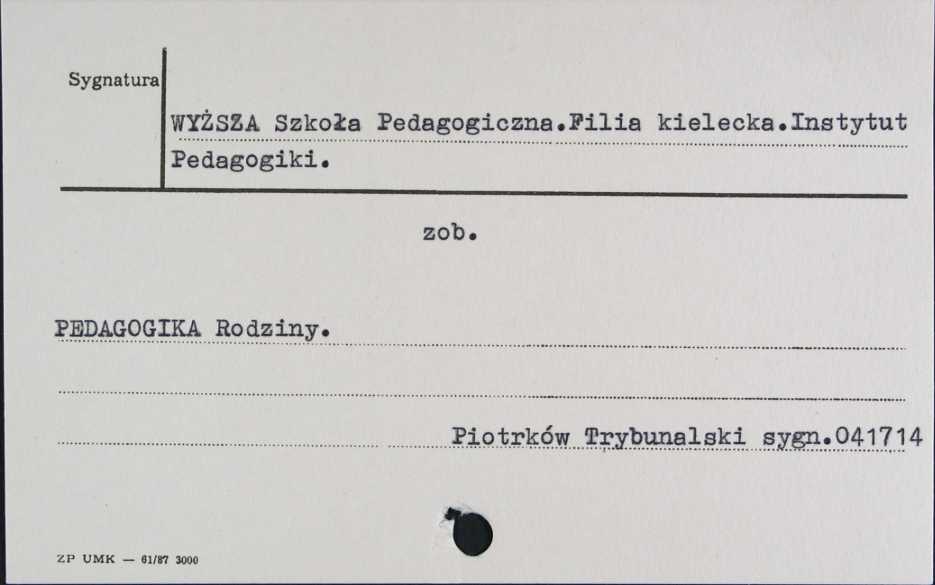 Sygnatura
WYŻSZA Szkoła Pedagogiczna.Filia kielecka.Instytut
Pedagogiki.
zob.
PEDAGOGIKA Rodziny.
Piotrków Trybunalski sygn.041714
ZP UMK — 61/87 3000